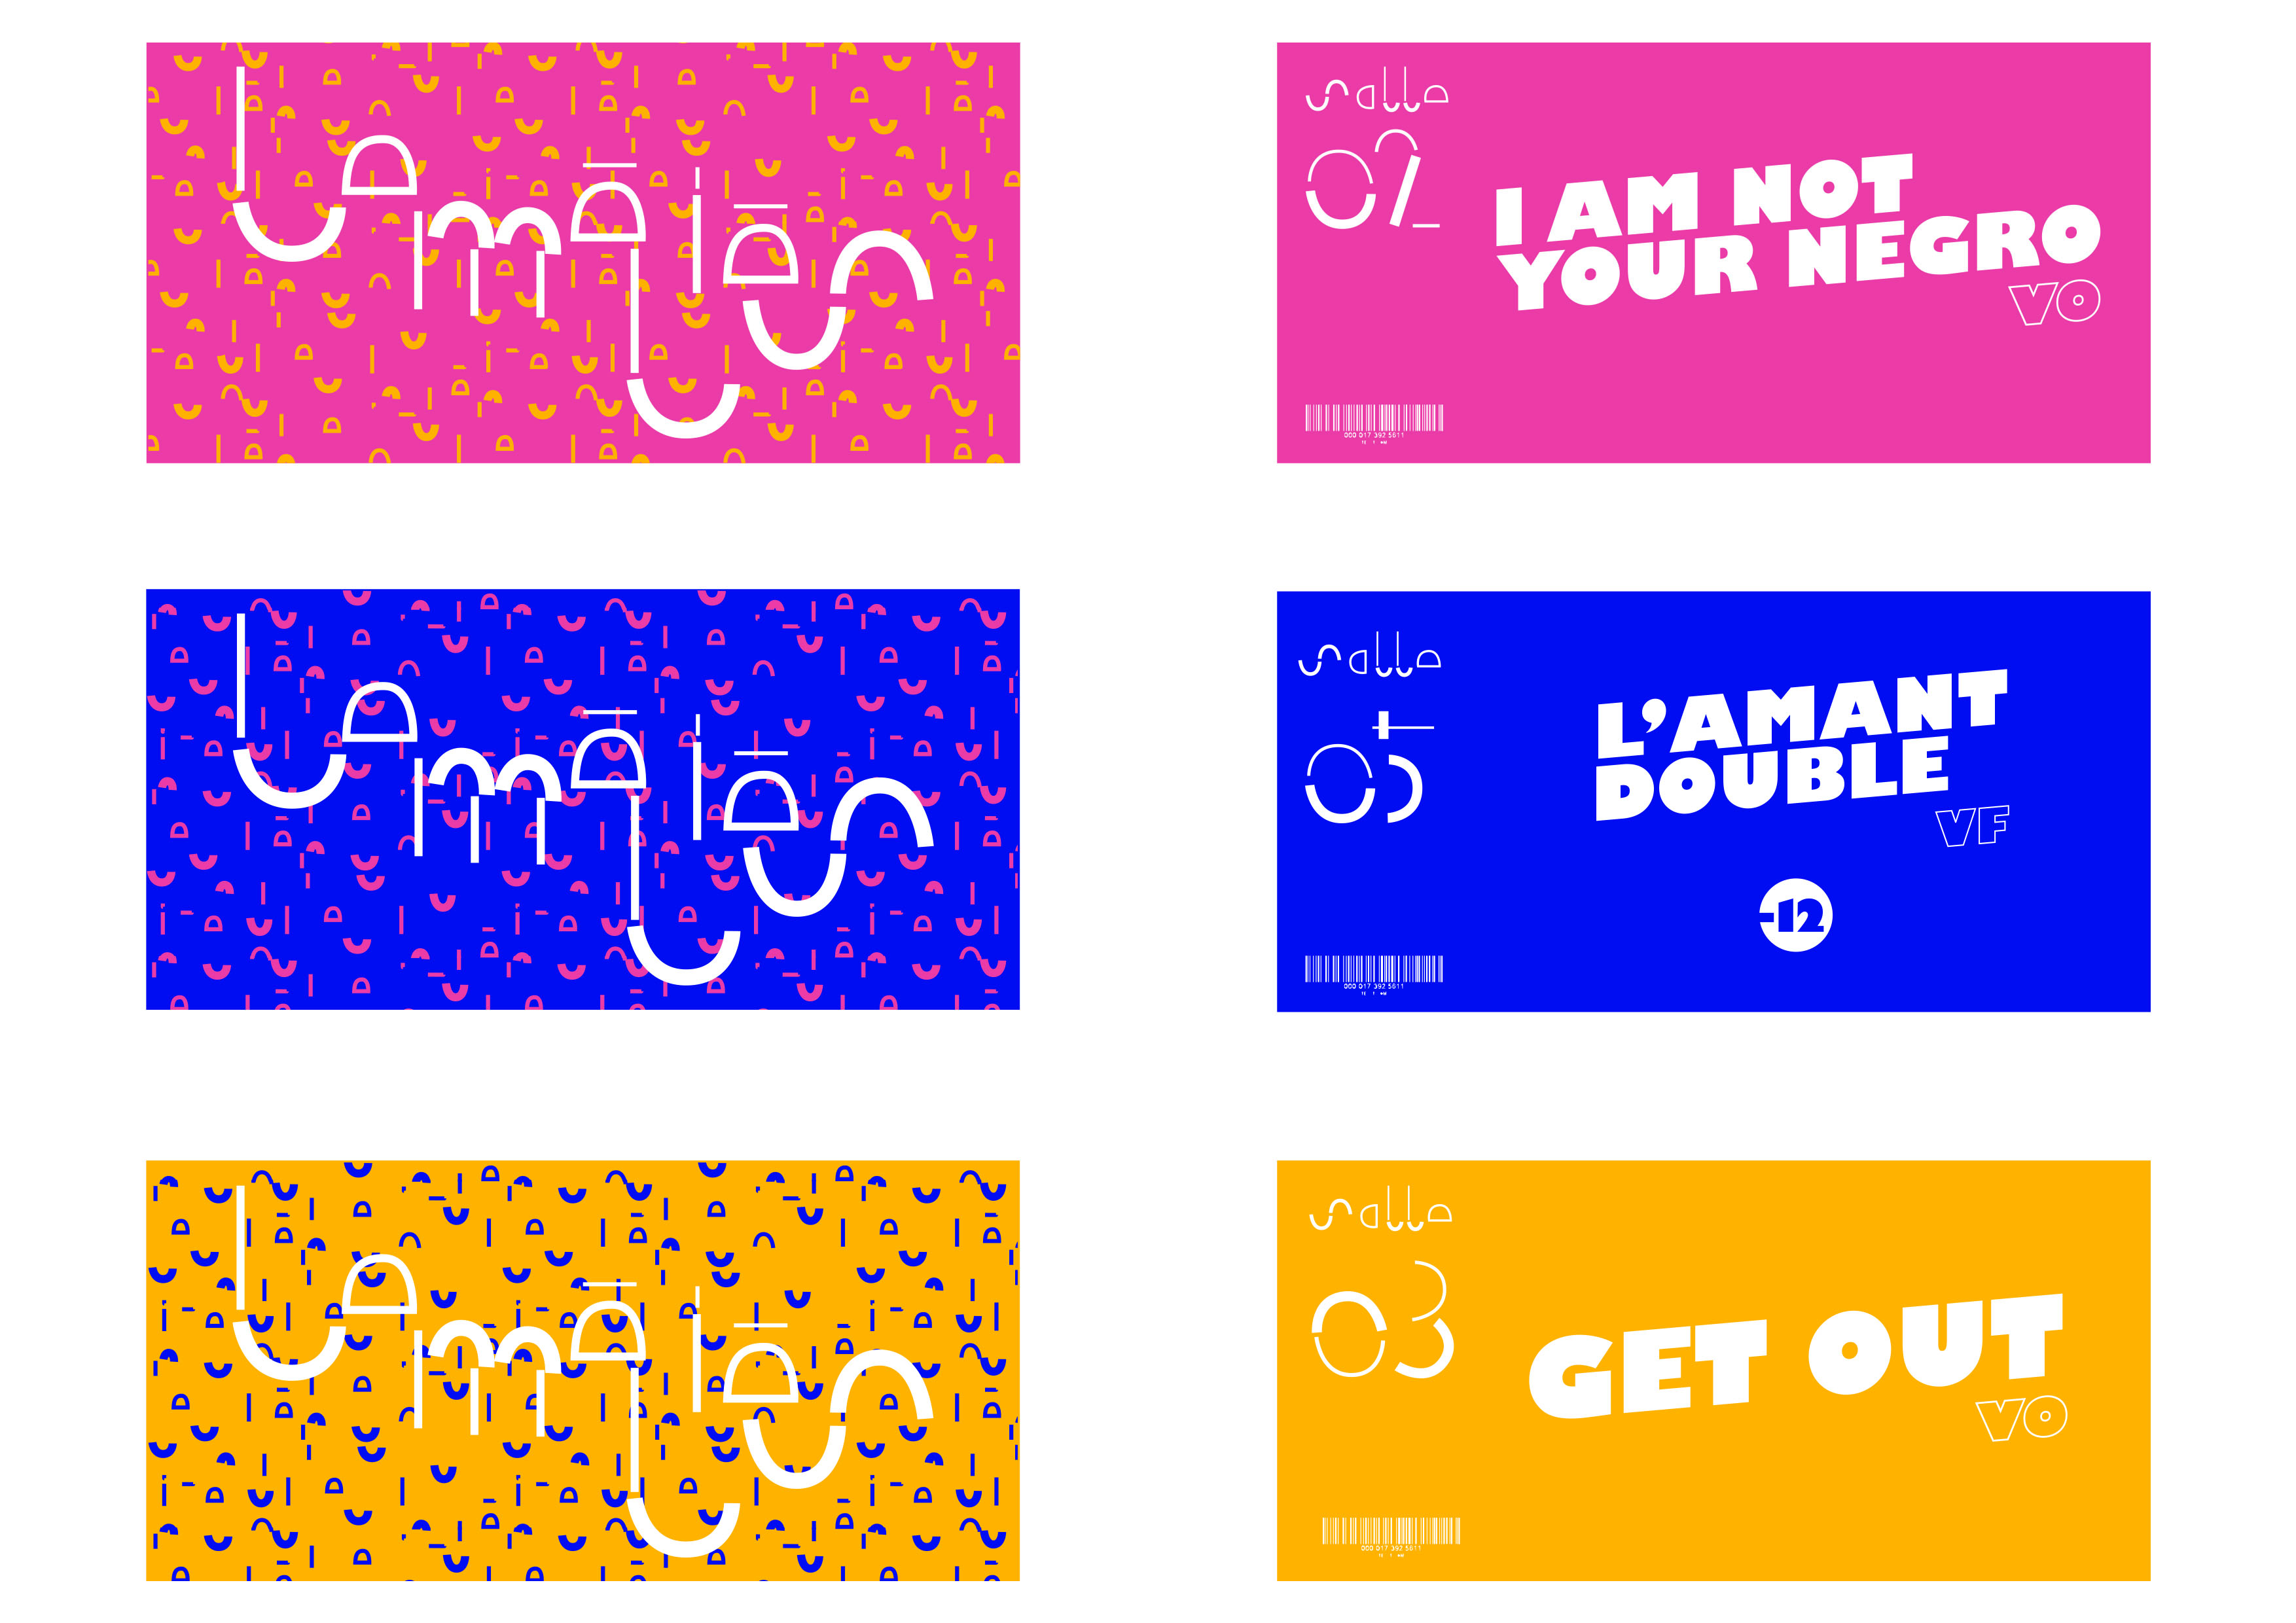 Le méliès
salle
02
I AM NOT
YOUR NEGRO
VO
000 017 392 5611
Le méliès
salle
05
L’AMANT
DOUBLE
VF
-12
000 017 392 5611
Le méliès
salle
03
GET OUT
VO
000 017 392 5611